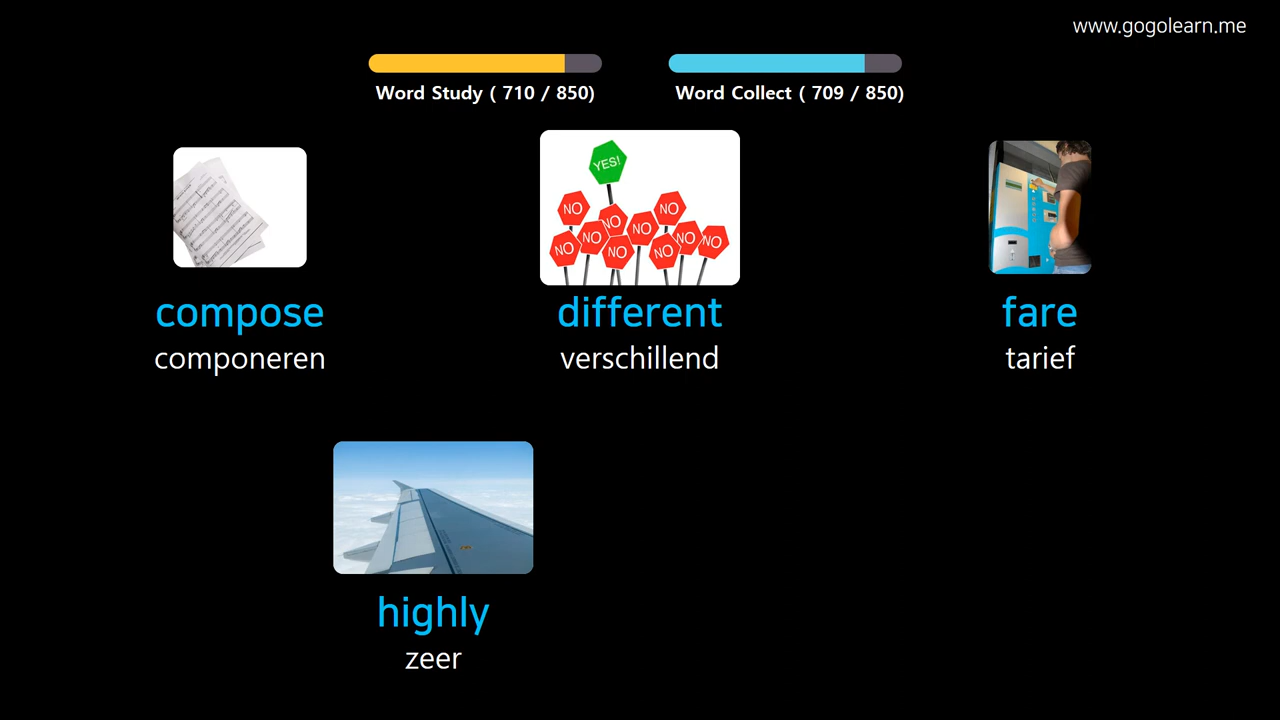 www.gogolearn.me
Word Study ( 710 / 850)
Word Collect ( 709 / 850)
YES!
NO
NO
NO
NO
NO
NO
NO
NO
NO
NO
compose
different
fare
componeren
verschillend
tarief
highly
zeer